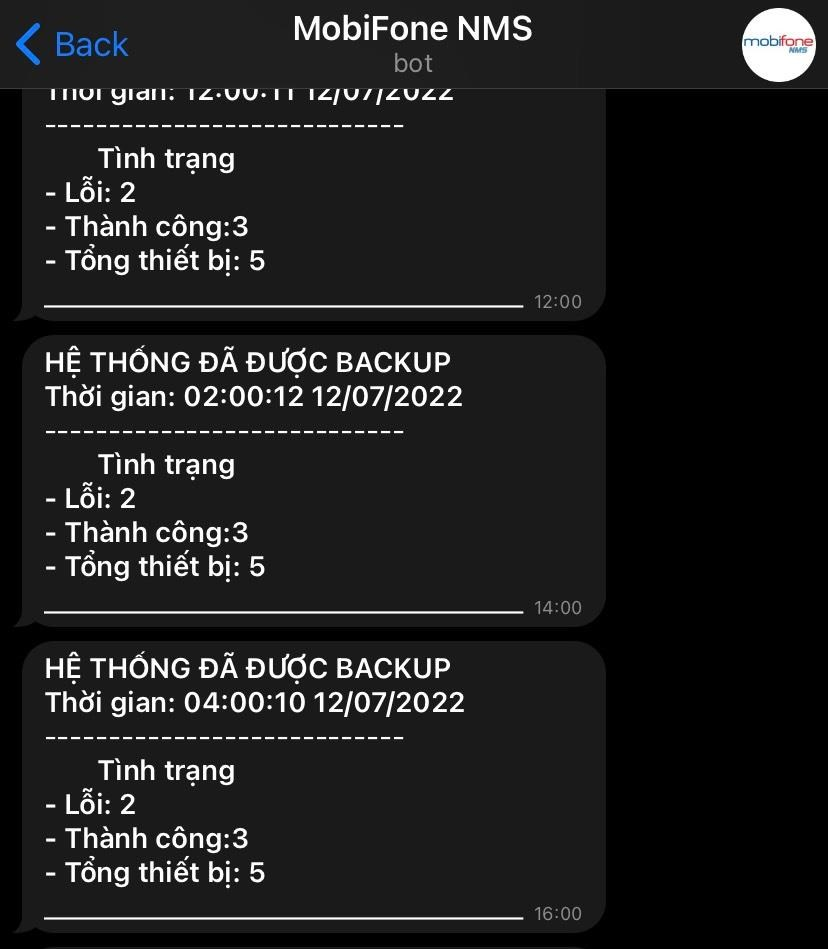 Back
MobiFone NMS
bot
mobifone
NMS
Thời gian: 12:00:11 12/07/2022
----------------------------
Tình trạng
- Lỗi: 2
- Thành công:3
- Tổng thiết bị: 5
12:00
HỆ THỐNG ĐÃ ĐƯỢC BACKUP
Thời gian: 02:00:12 12/07/2022
----------------------------
Tình trạng
- Lỗi: 2
- Thành công:3
- Tổng thiết bị: 5
14:00
HỆ THỐNG ĐÃ ĐƯỢC BACKUP
Thời gian: 04:00:10 12/07/2022
----------------------------
Tình trạng
- Lỗi: 2
- Thành công:3
- Tổng thiết bị: 5
16:00